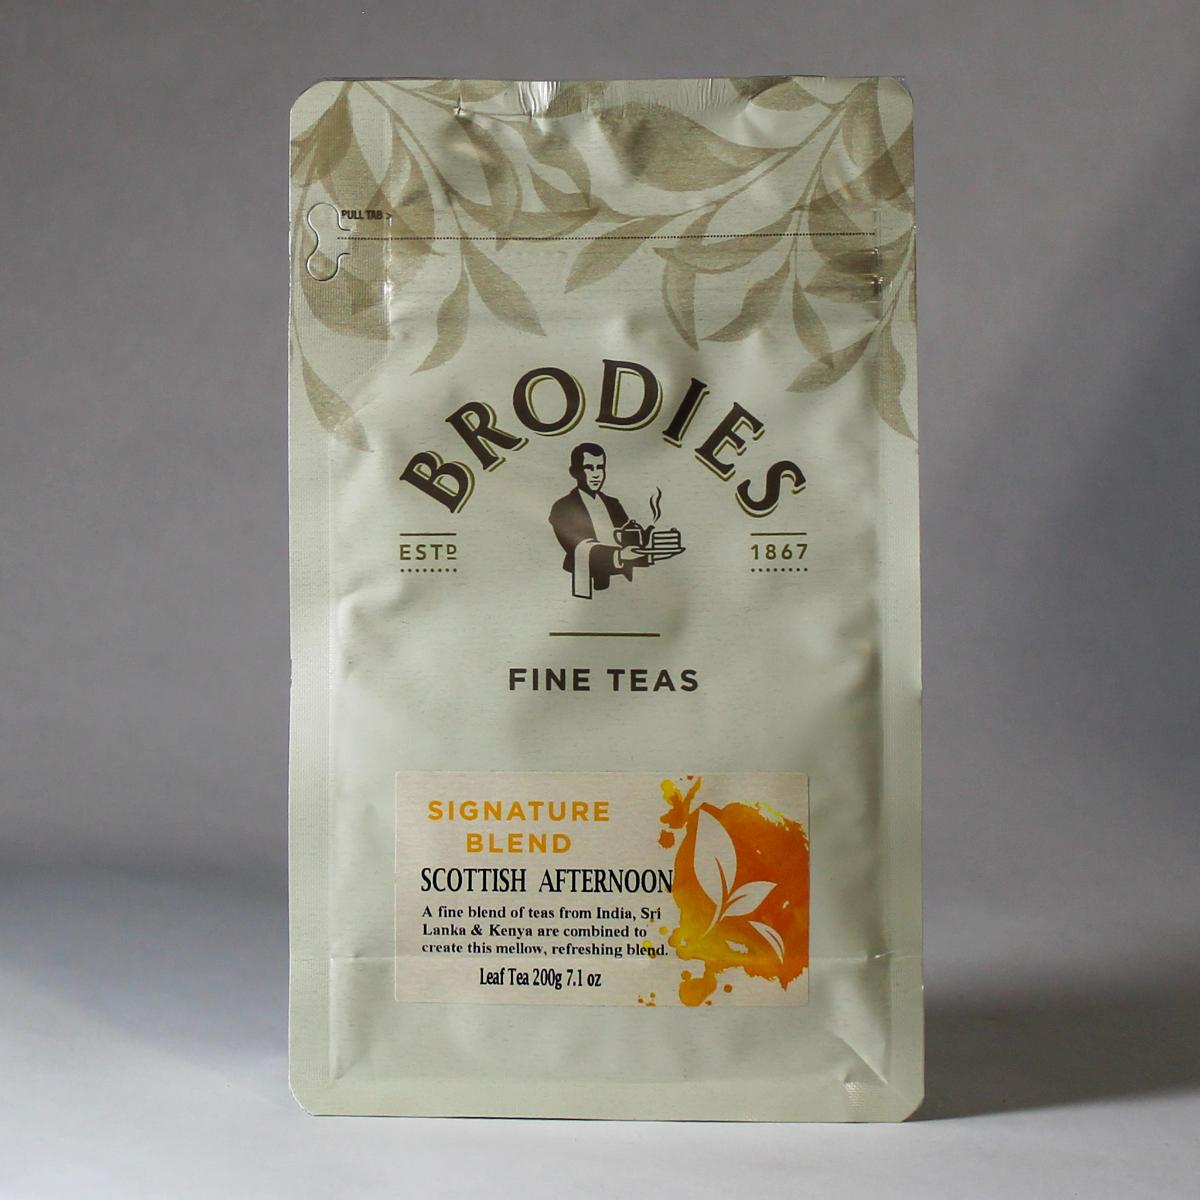 PULL TAB >
BRODIES
ESTD 1867
FINE TEAS
SIGNATURE
BLEND
SCOTTISH AFTERNOON
A fine blend of teas from India, Sri
Lanka & Kenya are combined to
create this mellow, refreshing blend.
Leaf Tea 200g 7.1 oz